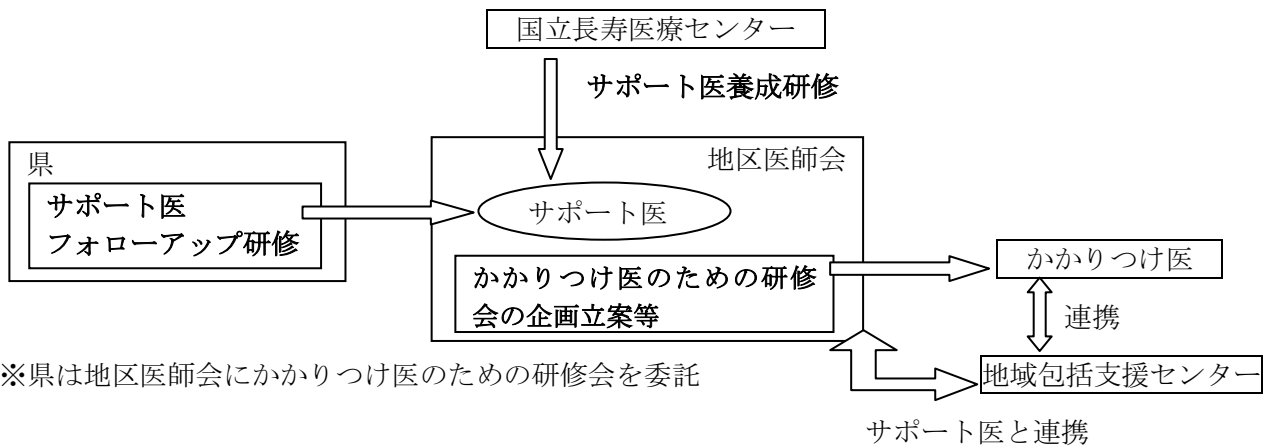 国立長寿医療センター
サポート医養成研修
地区医師会
県
サポート医
フォローアップ研修
サポート医
かかりつけ医のための研修
会の企画立案等
かかりつけ医
連携
地域包括支援センター
※県は地区医師会にかかりつけ医のための研修会を委託
サポート医と連携